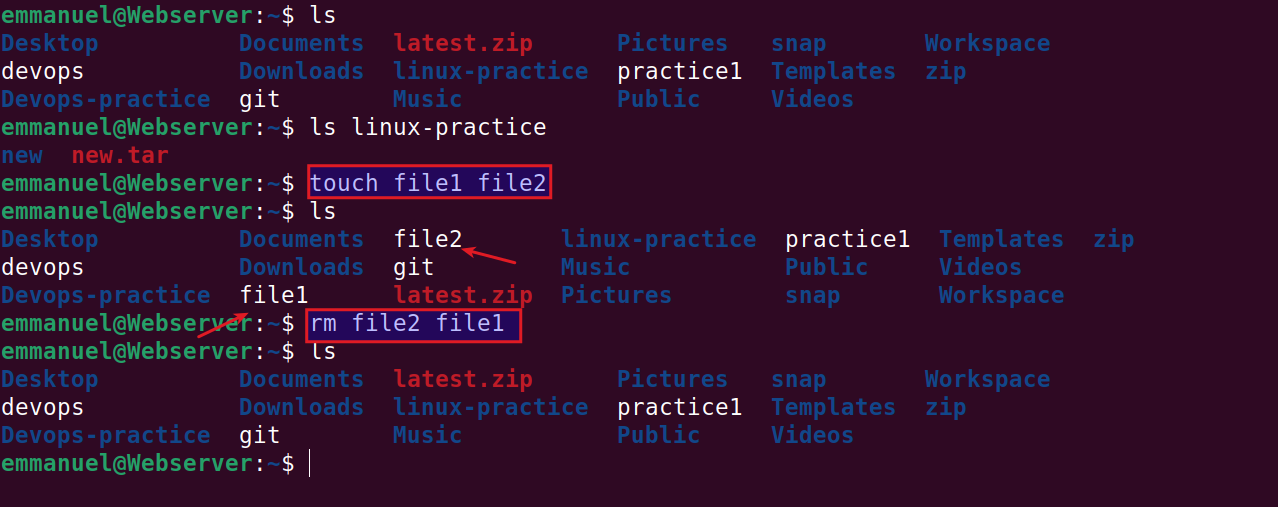 emmanuel@Webserver:~$ ls
Desktop Documents latest.zip Pictures snap Workspace
devops Downloads linux-practice practice1 Templates zip
Devops-practice git Music Public Videos
emmanuel@Webserver:~$ ls linux-practice
new new.tar
emmanuel@Webserver:~$ touch file1 file2
emmanuel@Webserver:~$ ls
Desktop Documents file2 linux-practice practice1 Templates zip
devops Downloads git Music Public Videos
Devops-practice file1 latest.zip Pictures snap Workspace
emmanuel@Webserver:~$ rm file2 file1
emmanuel@Webserver:~$ ls
Desktop Documents latest.zip Pictures snap Workspace
devops Downloads linux-practice practice1 Templates zip
Devops-practice git Music Public Videos
emmanuel@Webserver:~$